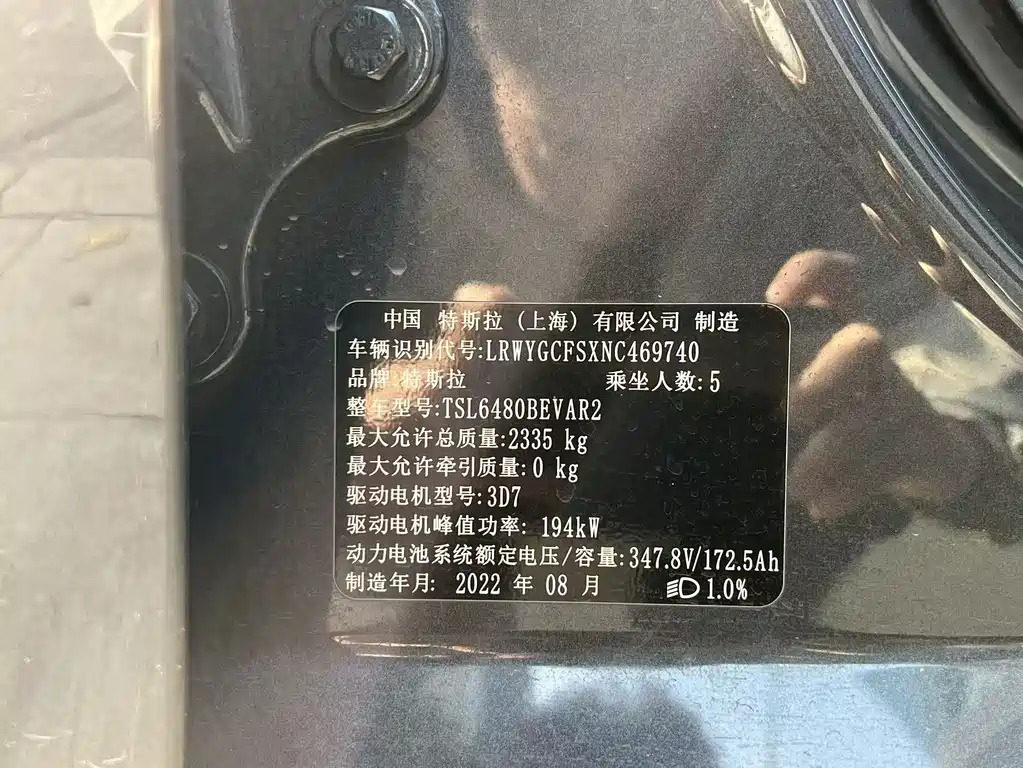 中国 特斯拉 (上海) 有限公司 制造
车辆识别代号:LRWYGCFSXNC469740
品牌:特斯拉 乘坐人数:5
整车型号:TSL6480BEVAR2
最大允许总质量:2335 kg
最大允许牵引质量:0 kg
驱动电机型号:3D7
驱动电机峰值功率: 194kW
动力电池系统额定电压/容量:347.8V/172.5Ah
制造年月: 2022 年 08 月 1.0%